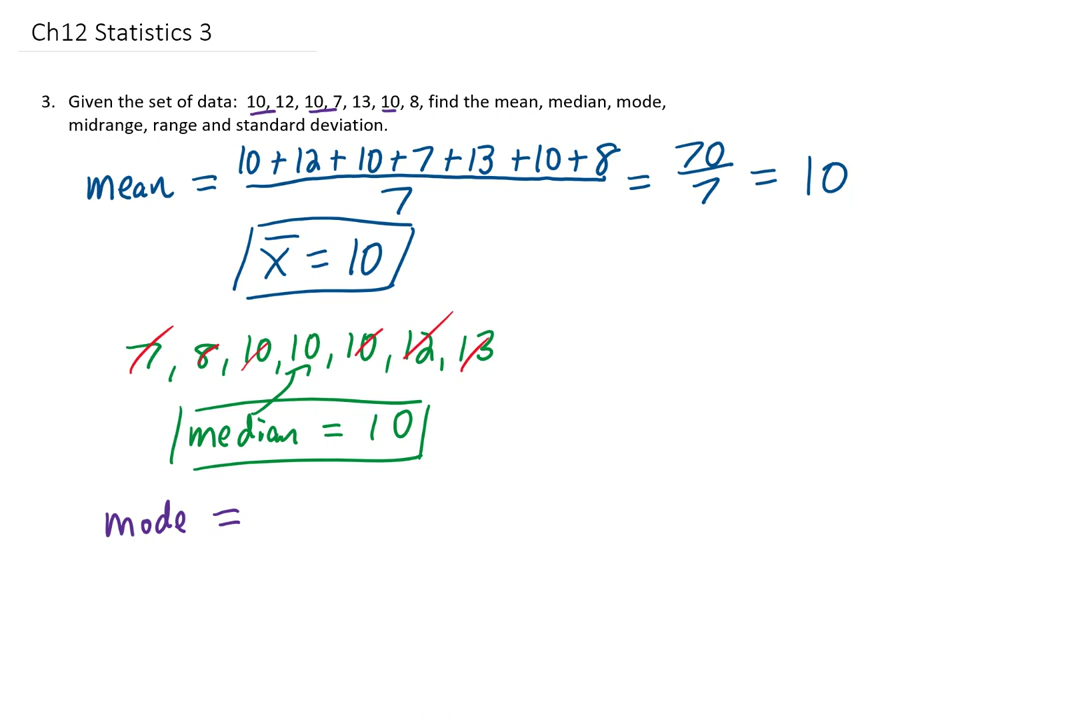 Ch12 Statistics 3
3. Given the set of data: 10, 12, 10, 7, 13, 10, 8, find the mean, median, mode,
midrange, range and standard deviation.
mean = 10 + 12 + 10 + 7 + 13 + 10 + 8 / 7 = 70 / 7 = 10
x̅ = 10
7, 8, 10, 10, 10, 12, 13
median = 10
mode =